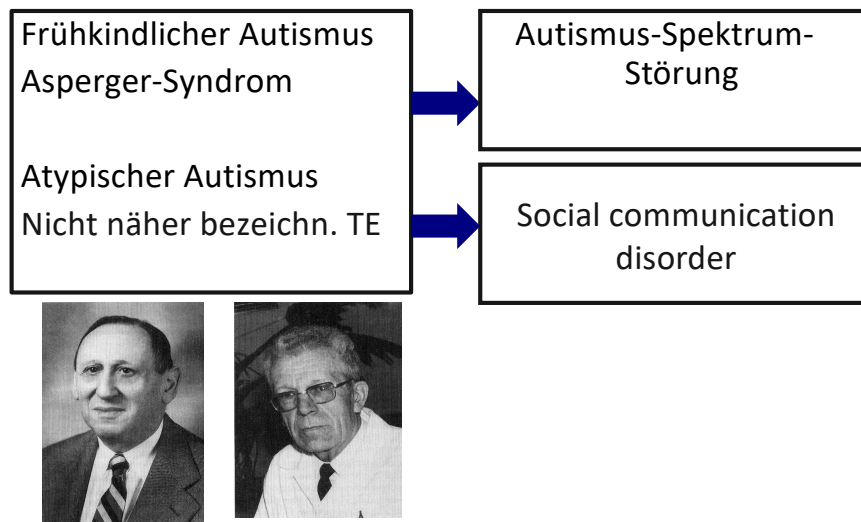 Frühkindlicher Autismus
Asperger-Syndrom
Atypischer Autismus
Nicht näher bezeichn. TE
Autismus-Spektrum-
Störung
Social communication
disorder